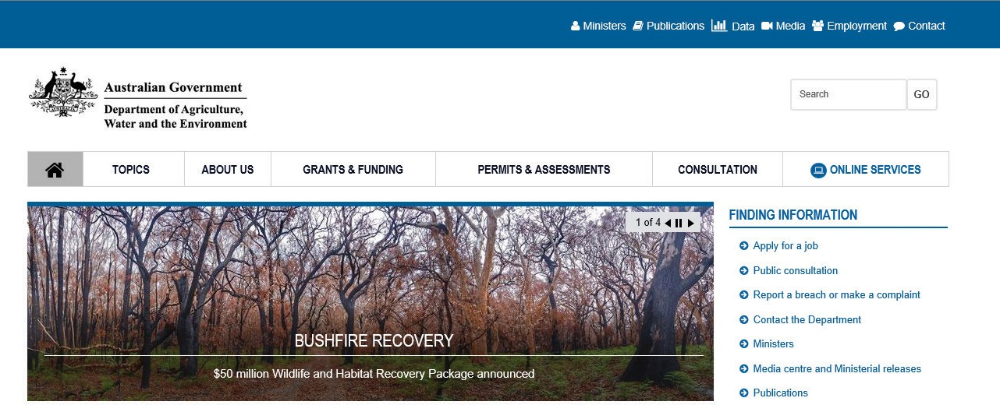 Ministers Publications Data Media Employment Contact
Australian Government
Department of Agriculture,
Water and the Environment
Search GO
TOPICS ABOUT US GRANTS & FUNDING PERMITS & ASSESSMENTS CONSULTATION ONLINE SERVICES
1 of 4
BUSHFIRE RECOVERY
$50 million Wildlife and Habitat Recovery Package announced
FINDING INFORMATION
Apply for a job
Public consultation
Report a breach or make a complaint
Contact the Department
Ministers
Media centre and Ministerial releases
Publications